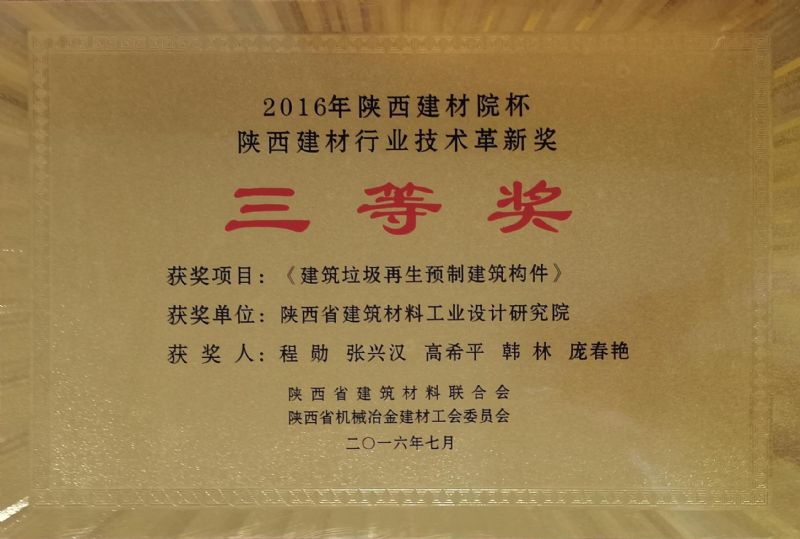 2016年陕西建材院杯
陕西建材行业技术革新奖
三等奖
获奖项目：《建筑垃圾再生预制建筑构件》
获奖单位：陕西省建筑材料工业设计研究院
获奖人：程勋 张兴汉 高希平 韩林 庞春艳
陕西省建筑材料联合会
陕西省机械冶金建材工会委员会
二〇一六年七月